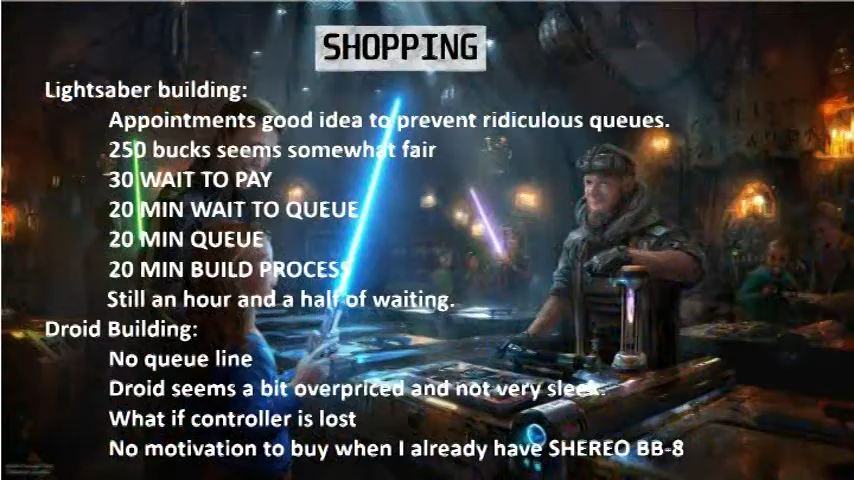 SHOPPING
Lightsaber building:
Appointments good idea to prevent ridiculous queues.
250 bucks seems somewhat fair
30 WAIT TO PAY
20 MIN WAIT TO QUEUE
20 MIN QUEUE
20 MIN BUILD PROCESS
Still an hour and a half of waiting.
Droid Building:
No queue line
Droid seems a bit overpriced and not very sleek.
What if controller is lost
No motivation to buy when I already have SHEREO BB-8